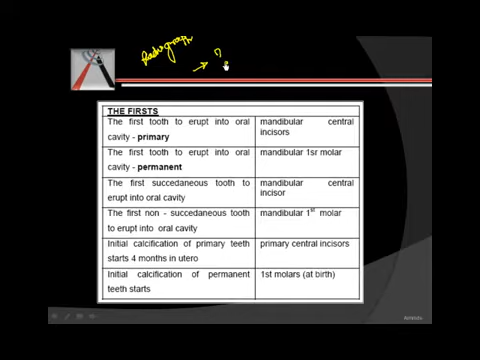 Radiograph
→ ?
THE FIRSTS
The first tooth to erupt into oral cavity - primary
mandibular central incisors
The first tooth to erupt into oral cavity - permanent
mandibular 1sr molar
The first succedaneous tooth to erupt into oral cavity
mandibular central incisor
The first non - succedaneous tooth to erupt into oral cavity
mandibular 1st molar
Initial calcification of primary teeth starts 4 months in utero
primary central incisors
Initial calcification of permanent teeth starts
1st molars (at birth)